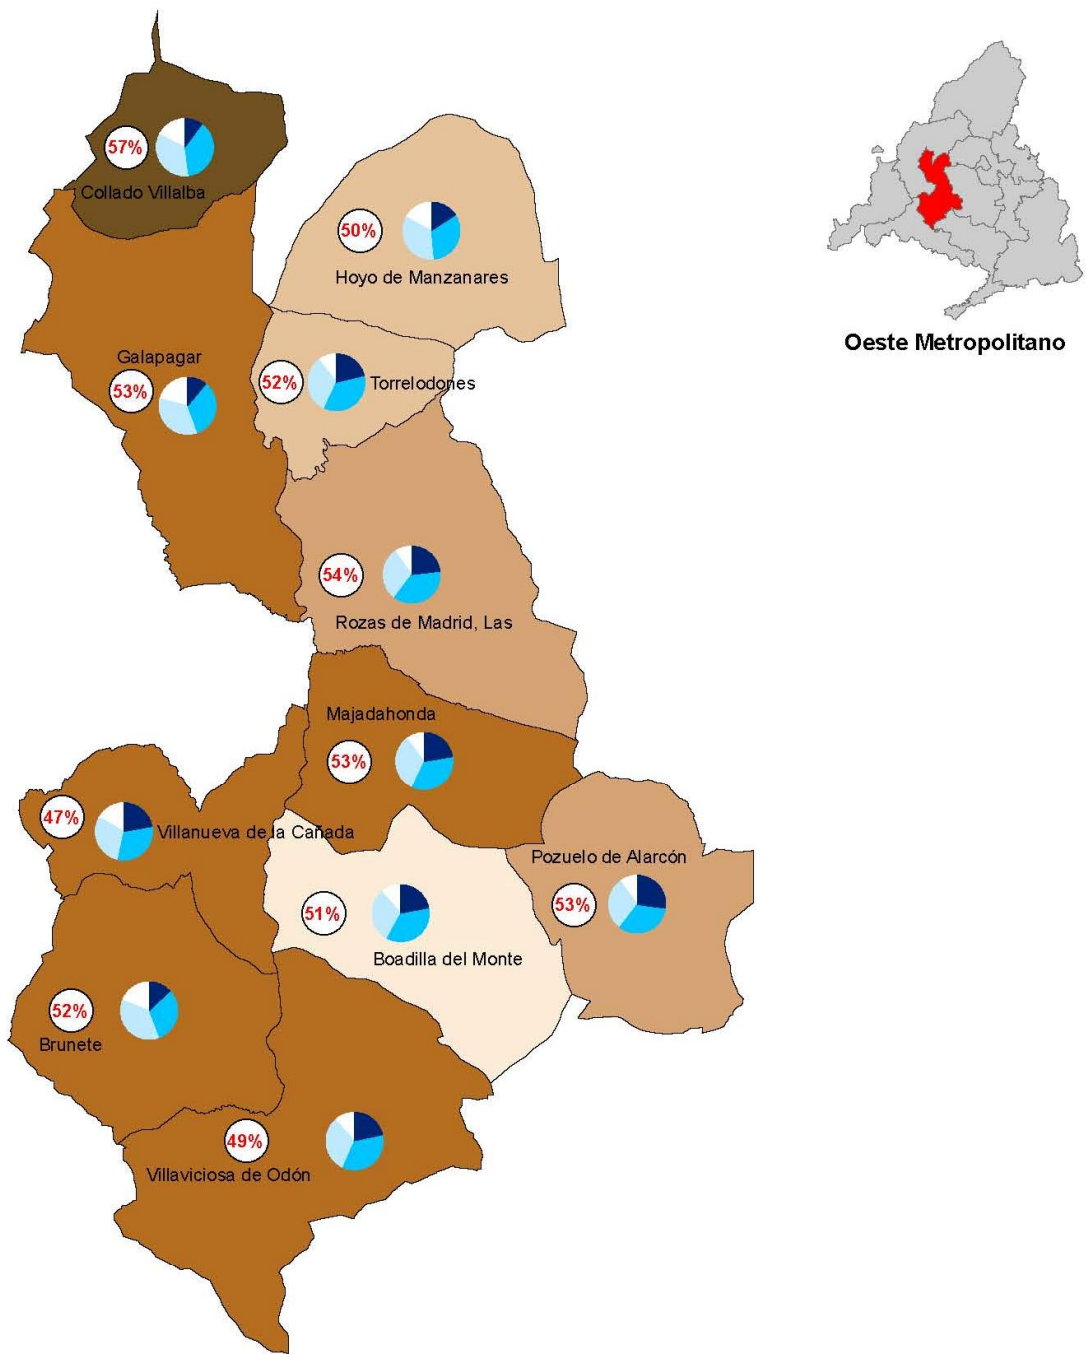 57%
Collado Villalba
50%
Hoyo de Manzanares
Oeste Metropolitano
Galapagar
53%
52%
Torrelodones
54%
Rozas de Madrid, Las
Majadahonda
53%
47%
Villanueva de la Cañada
Pozuelo de Alarcón
53%
51%
Boadilla del Monte
52%
Brunete
49%
Villaviciosa de Odón